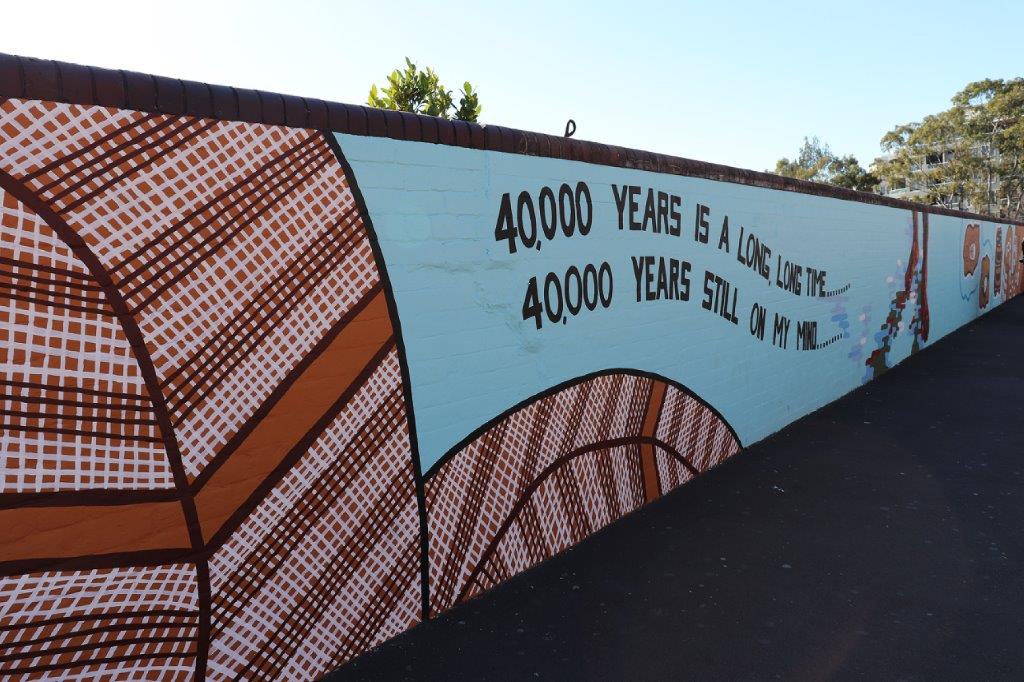 40,000 YEARS IS A LONG, LONG TIME.......
40,000 YEARS STILL ON MY MIND.......